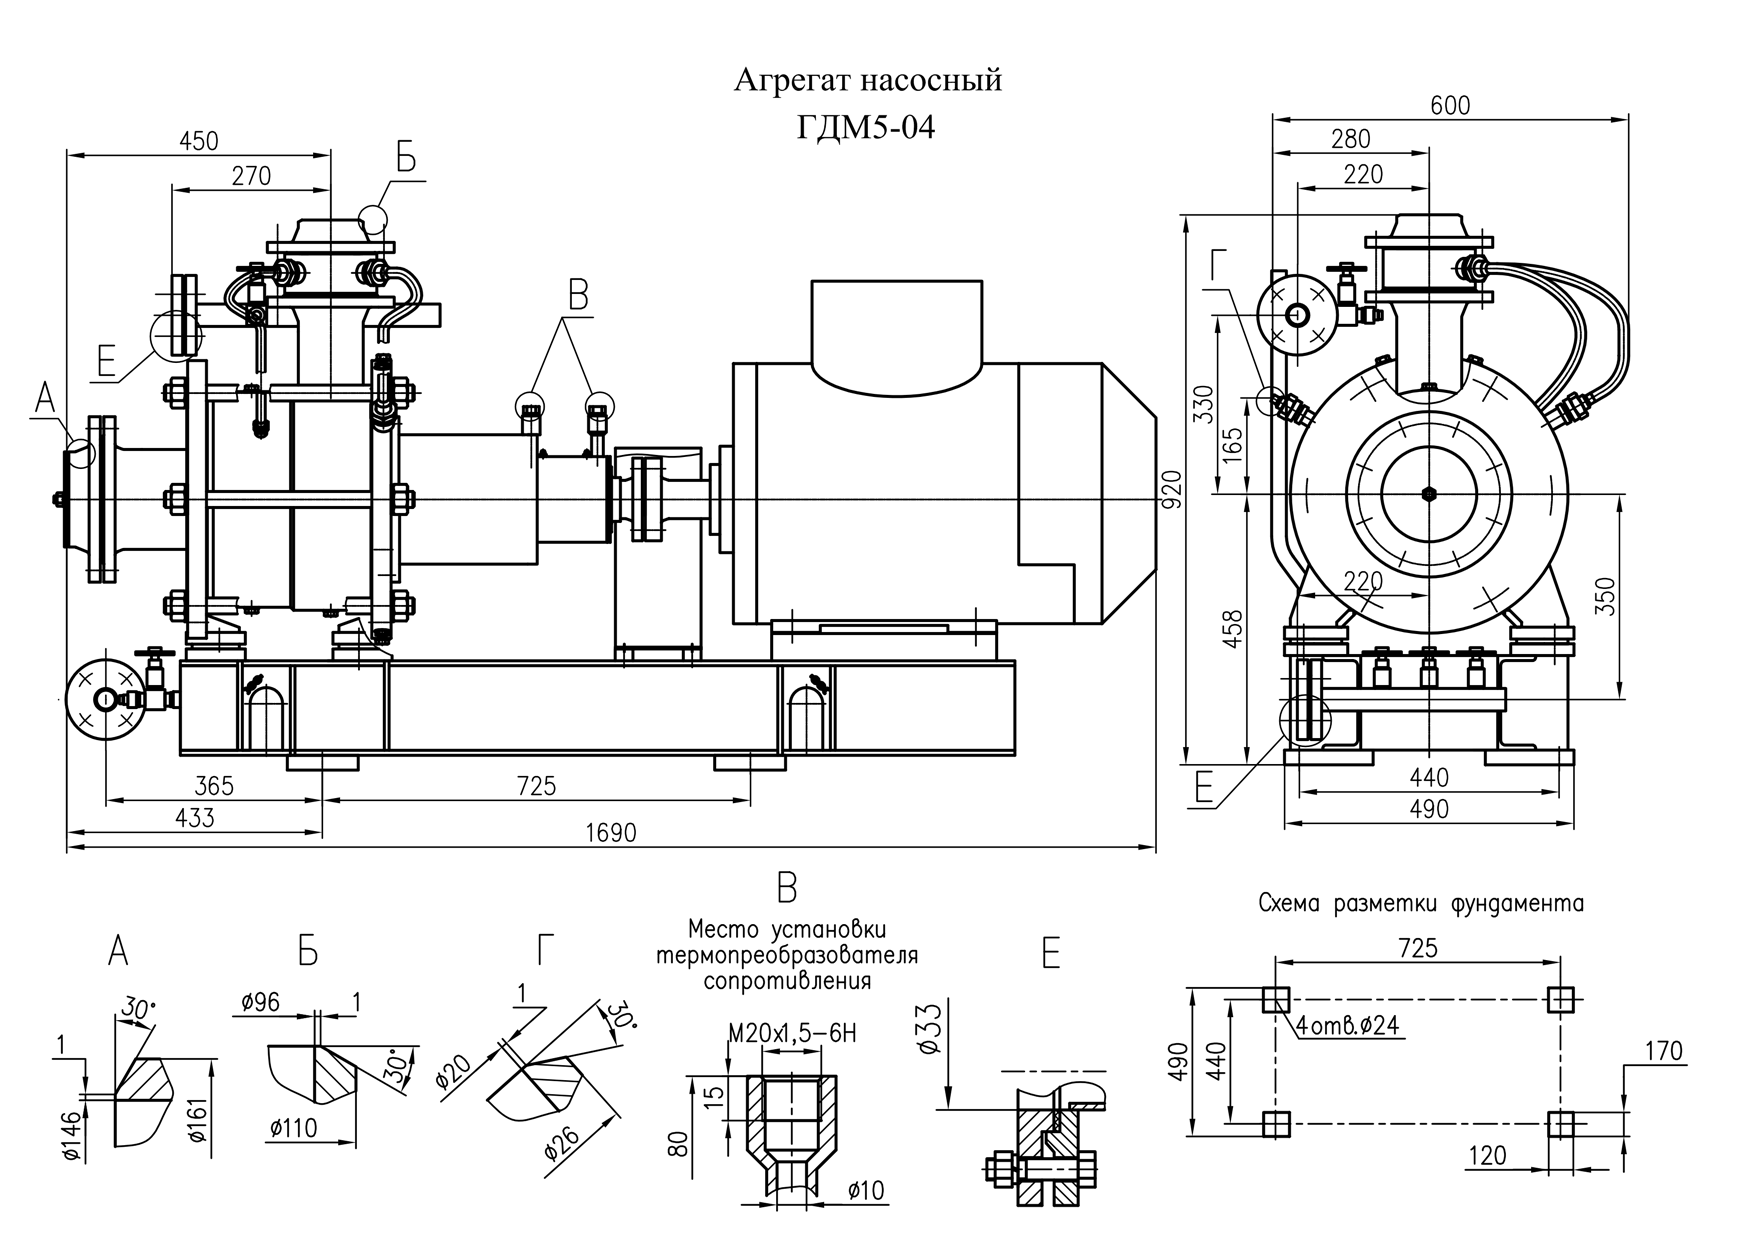 Агрегат насосный
ГДМ5-04
450
270
Б
Е
А
В
600
280
220
Г
330
165
920
458
220
350
Е
440
490
365
725
433
1690
А
30°
1
ø146
ø161
Б
ø96
1
30°
ø110
Г
1
30°
ø20
ø26
В
Место установки
термопреобразователя
сопротивления
М20х1,5-6Н
15
80
ø10
Е
ø33
Схема разметки фундамента
725
4отв.ø24
490
440
170
120